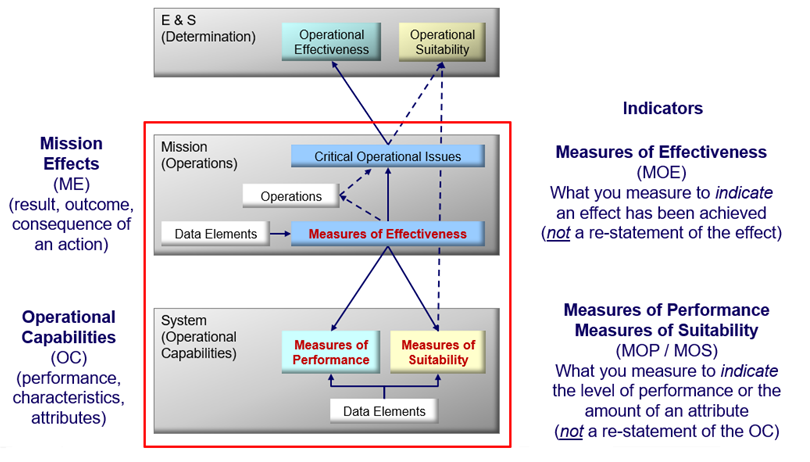 E & S
(Determination)
Operational
Effectiveness
Operational
Suitability
Mission
Effects
(ME)
(result, outcome,
consequence of
an action)
Mission
(Operations)
Critical Operational Issues
Operations
Data Elements
Measures of Effectiveness
Indicators
Measures of Effectiveness
(MOE)
What you measure to indicate
an effect has been achieved
(not a re-statement of the effect)
Operational
Capabilities
(OC)
(performance,
characteristics,
attributes)
System
(Operational
Capabilities)
Measures of
Performance
Measures of
Suitability
Data Elements
Measures of Performance
Measures of Suitability
(MOP / MOS)
What you measure to indicate
the level of performance or the
amount of an attribute
(not a re-statement of the OC)